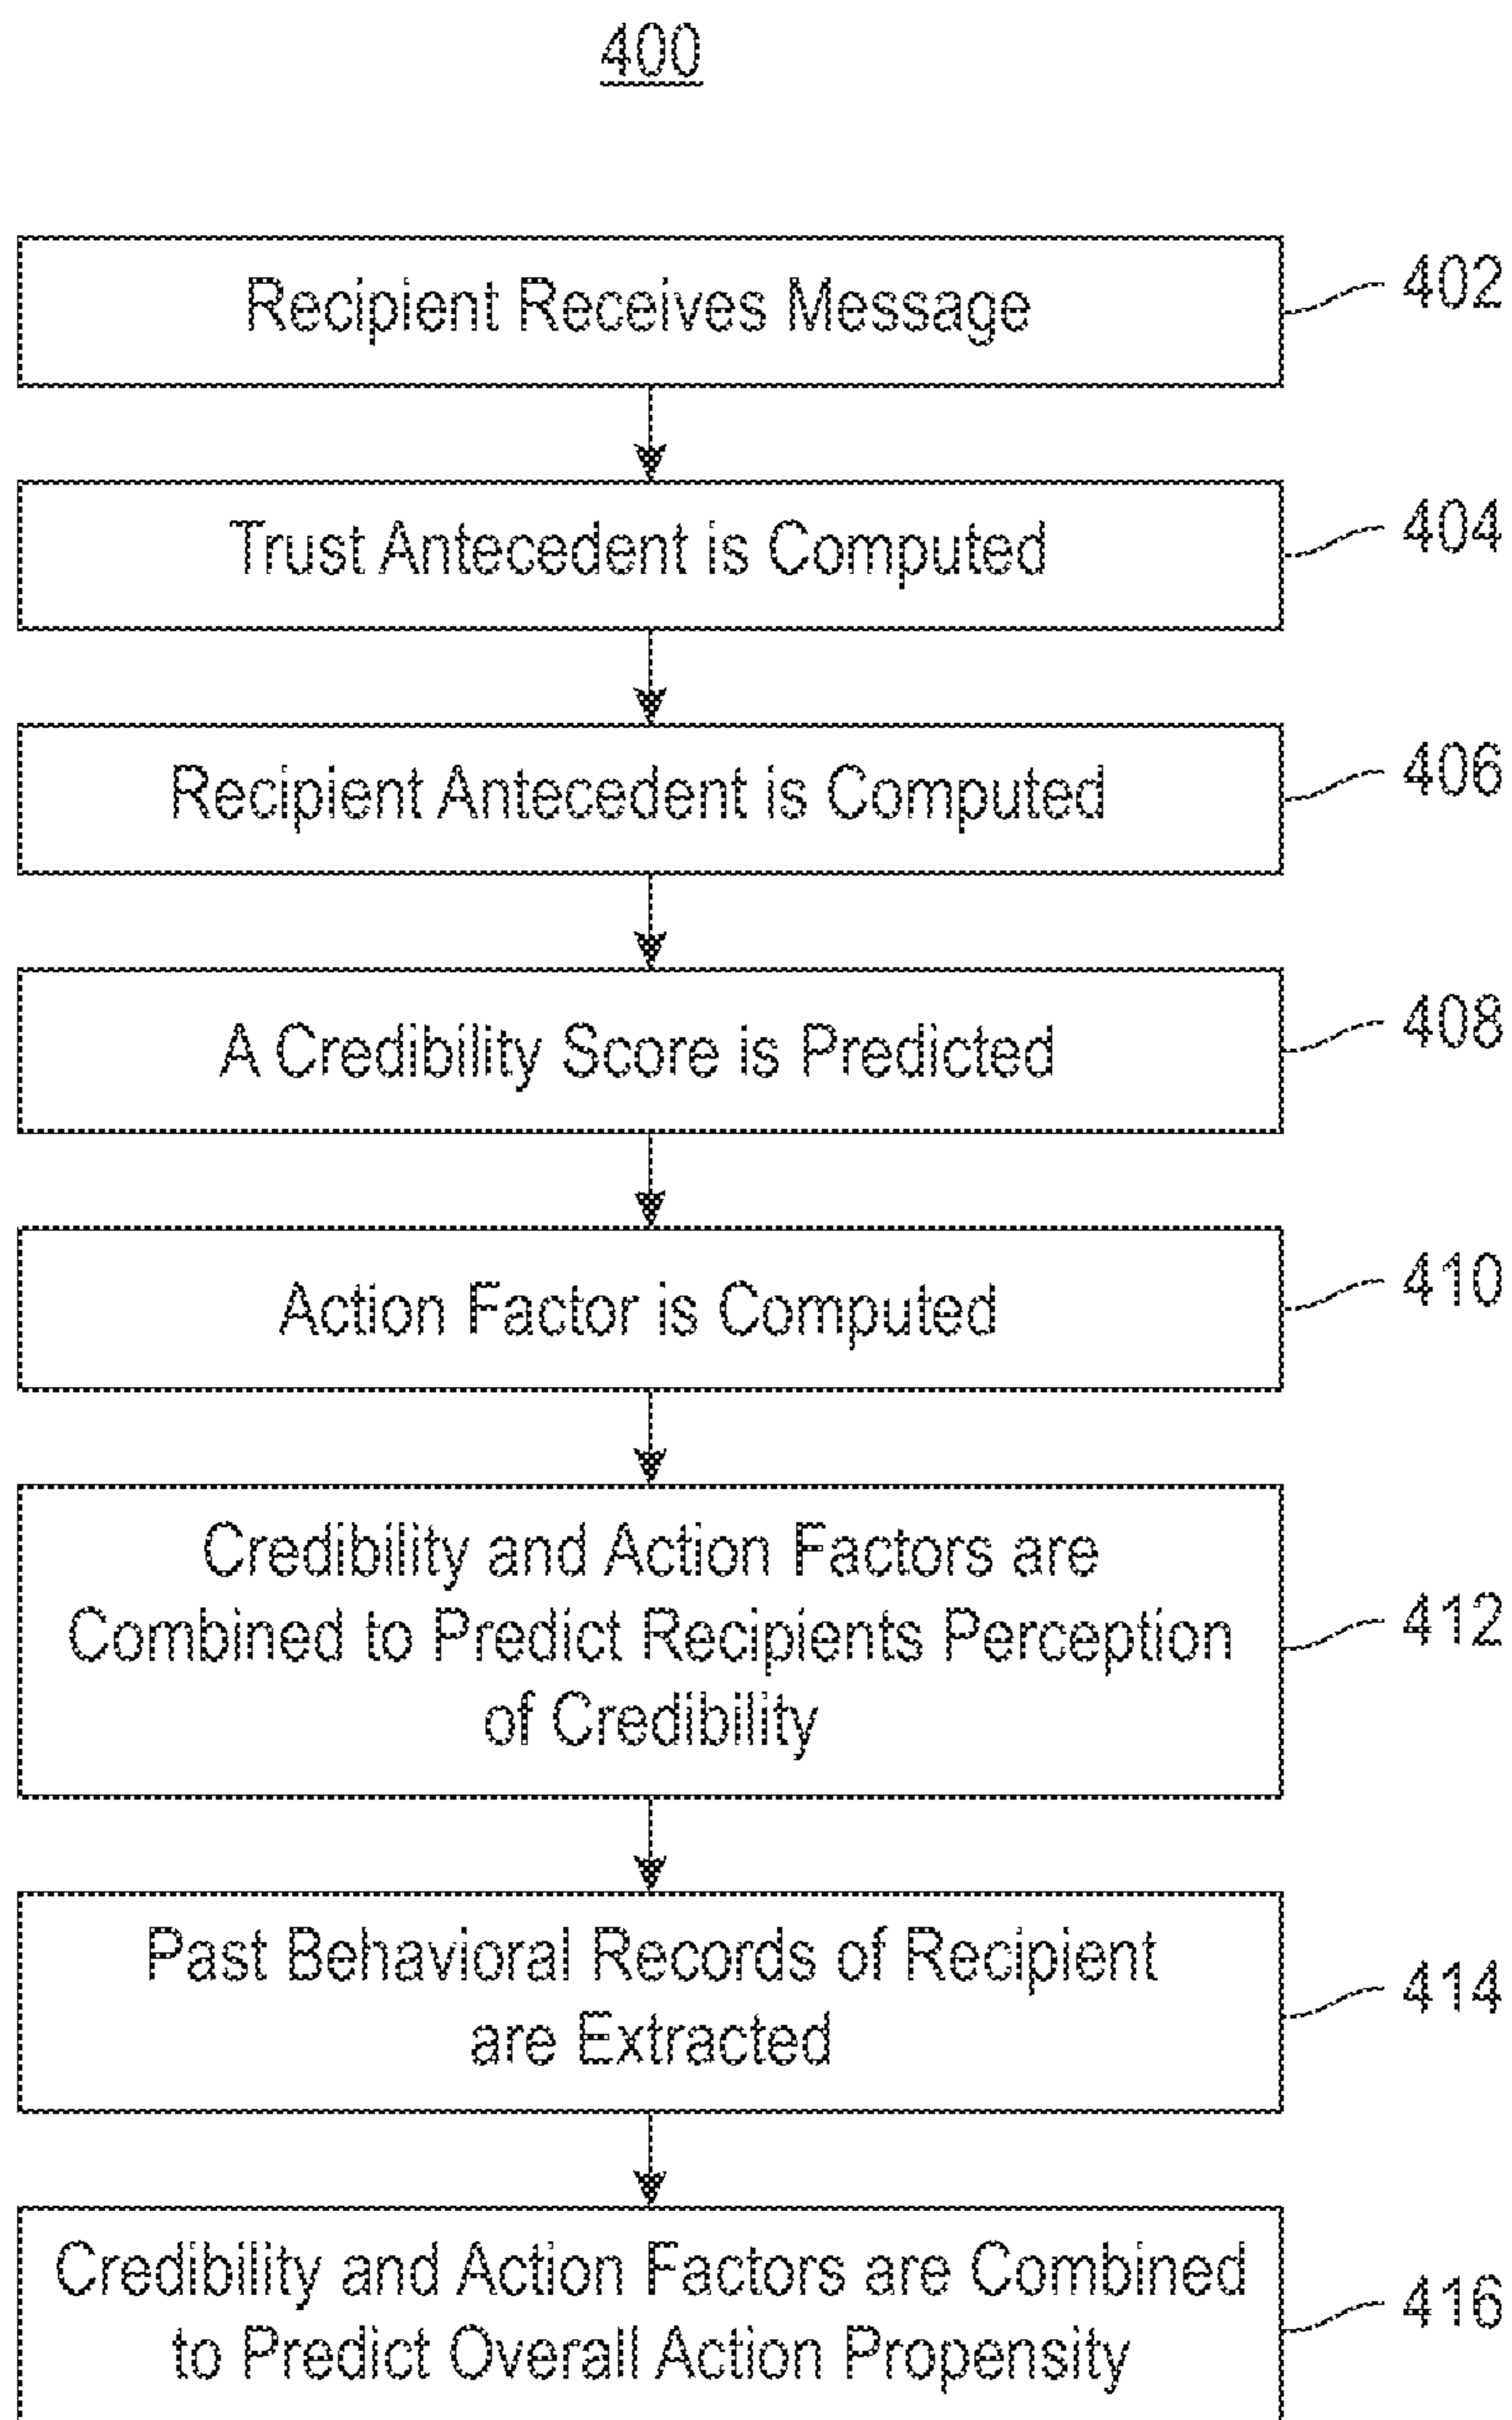 400
Recipient Receives Message
402
Trust Antecedent is Computed
404
Recipient Antecedent is Computed
406
A Credibility Score is Predicted
408
Action Factor is Computed
410
Credibility and Action Factors are
Combined to Predict Recipients Perception
of Credibility
412
Past Behavioral Records of Recipient
are Extracted
414
Credibility and Action Factors are Combined
to Predict Overall Action Propensity
416